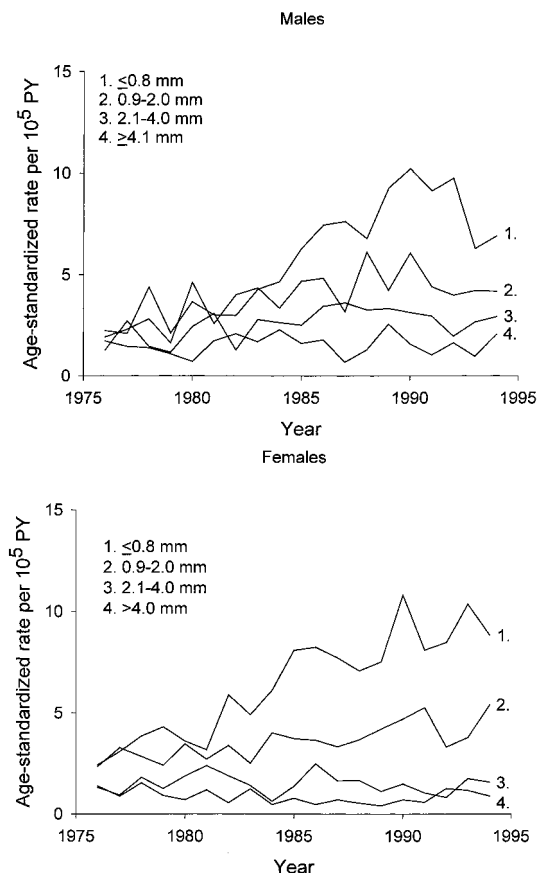 Males
Age-standardized rate per 10⁵ PY
15
10
5
0
1. ≤0.8 mm
2. 0.9-2.0 mm
3. 2.1-4.0 mm
4. ≥4.1 mm
1.
2.
3.
4.
1975 1980 1985 1990 1995
Year
Females
Age-standardized rate per 10⁵ PY
15
10
5
0
1. ≤0.8 mm
2. 0.9-2.0 mm
3. 2.1-4.0 mm
4. >4.0 mm
1.
2.
3.
4.
1975 1980 1985 1990 1995
Year